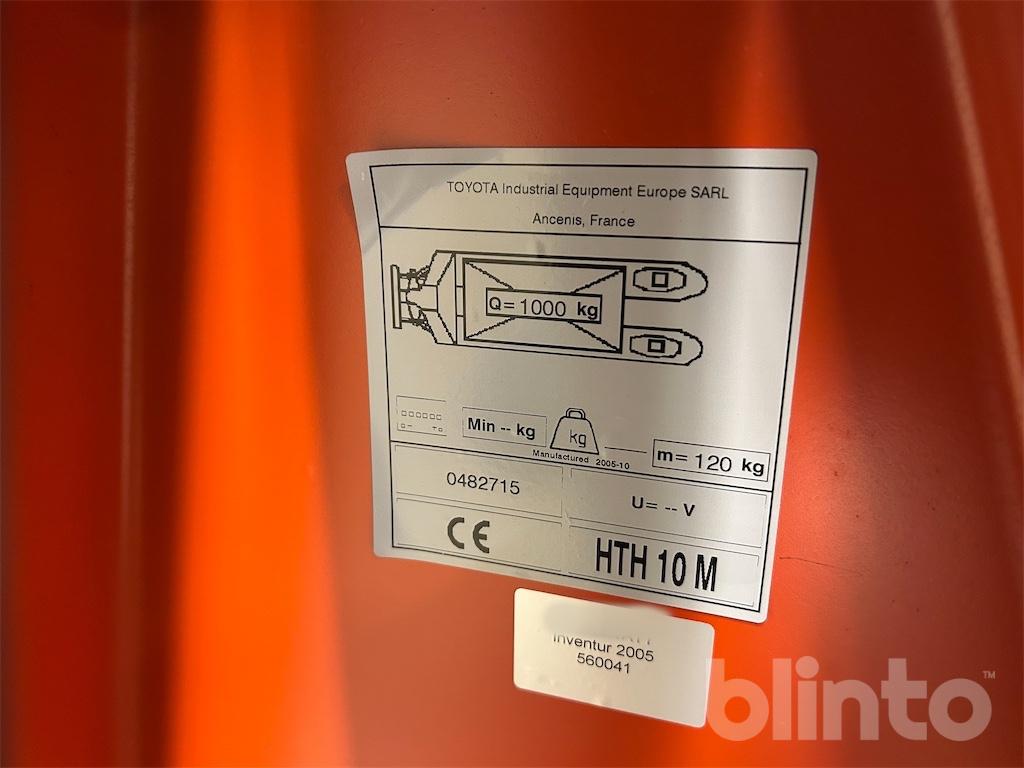 TOYOTA Industrial Equipment Europe SARL
Ancenis, France
Q= 1000 kg
Min -- kg
kg
m= 120 kg
Manufactured 2005-10
0482715
U= -- V
CE
HTH 10 M
Inventur 2005
560041
blinto™